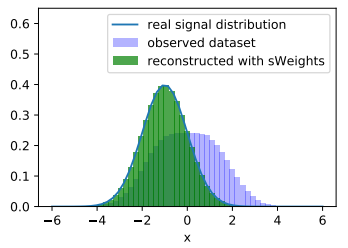 real signal distribution
observed dataset
reconstructed with sWeights
0.6
0.5
0.4
0.3
0.2
0.1
0.0
−6 −4 −2 0 2 4 6
x